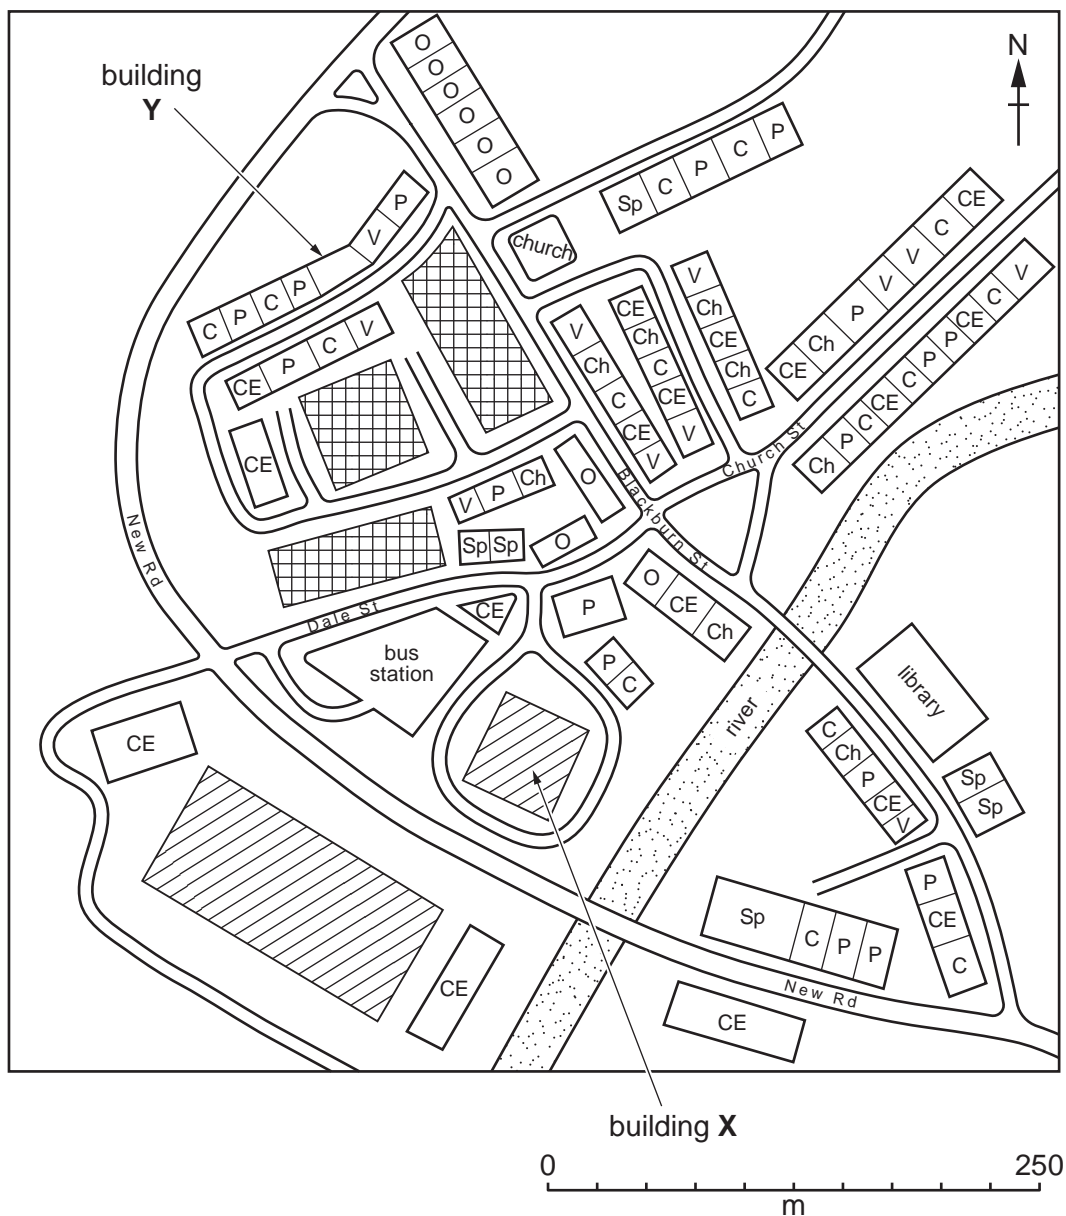 building
Y
N
O
O
O
O
O
O
Sp C P C P
church
C P C P V P
CE P C V
CE
V
Ch
C
CE
V
CE
Ch
C
CE
V
V
Ch
CE
Ch
C
CE Ch P V V C CE
Ch P C CE C P P CE C V
Church St
Blackburn St
V P Ch
O
Sp Sp
O
New Rd
Dale St
CE
bus
station
P
P
C
O CE Ch
river
library
CE
C
Ch
P
CE
V
Sp
Sp
P
CE
C
Sp C P P
New Rd
CE
CE
building X
0 250
m